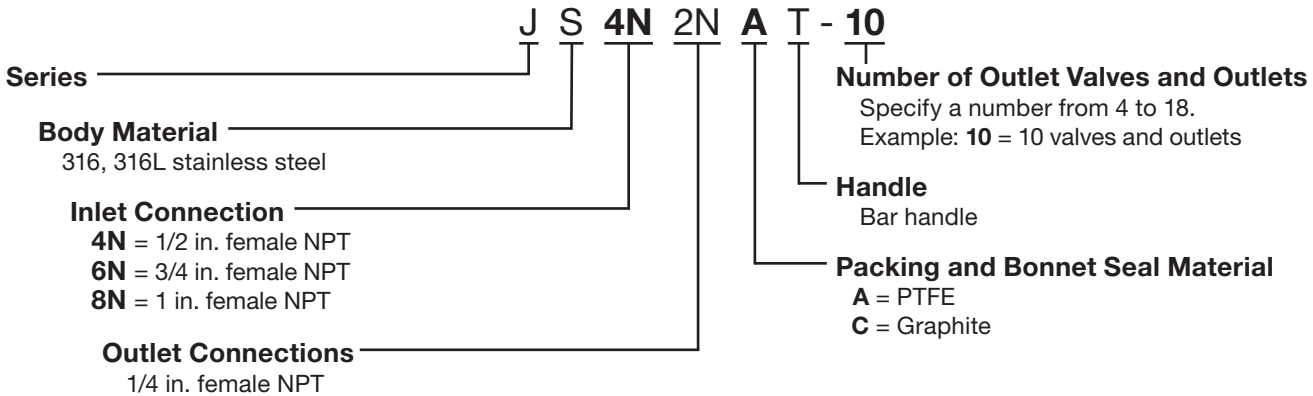 J S 4N 2N A T - 10
Series
Body Material
316, 316L stainless steel
Inlet Connection
4N = 1/2 in. female NPT
6N = 3/4 in. female NPT
8N = 1 in. female NPT
Outlet Connections
1/4 in. female NPT
Number of Outlet Valves and Outlets
Specify a number from 4 to 18.
Example: 10 = 10 valves and outlets
Handle
Bar handle
Packing and Bonnet Seal Material
A = PTFE
C = Graphite